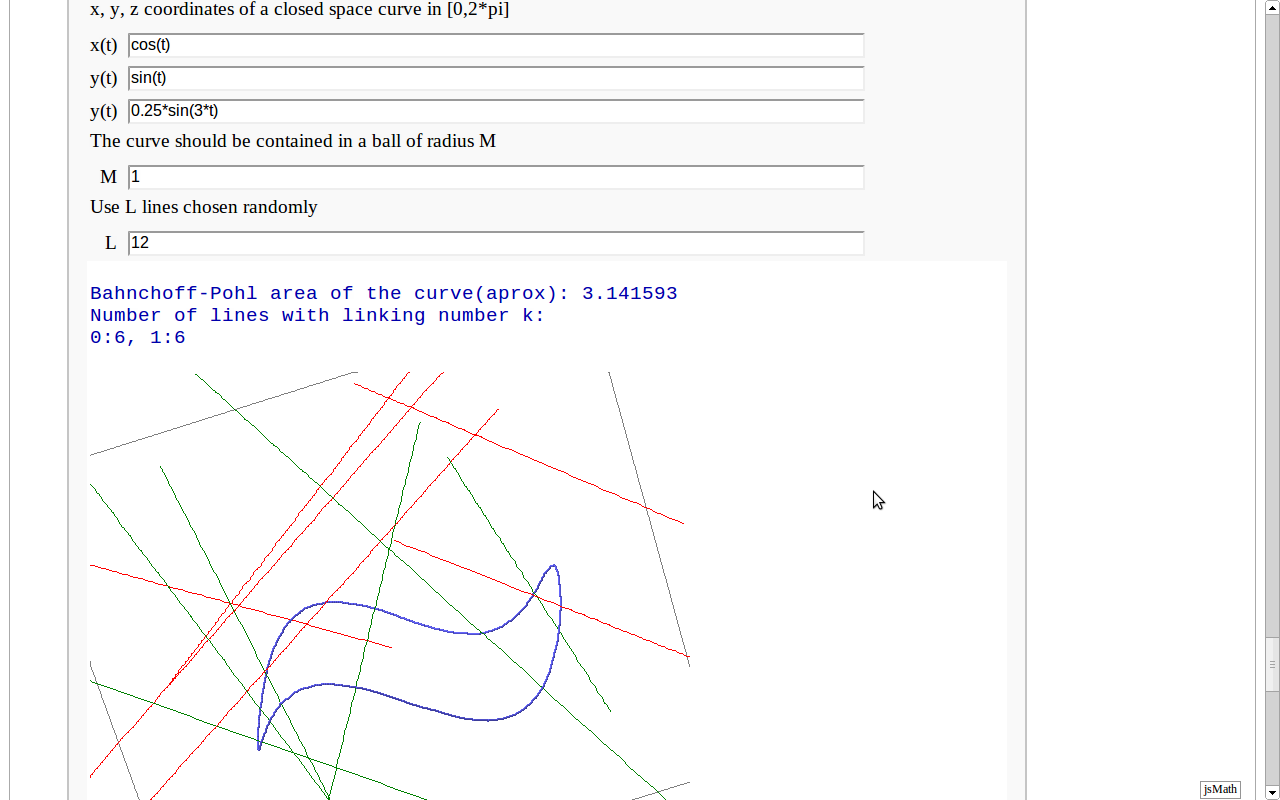 x, y, z coordinates of a closed space curve in [0,2*pi]
x(t) cos(t)
y(t) sin(t)
y(t) 0.25*sin(3*t)
The curve should be contained in a ball of radius M
M 1
Use L lines chosen randomly
L 12
Bahnchoff-Pohl area of the curve(aprox): 3.141593
Number of lines with linking number k:
0:6, 1:6
jsMath